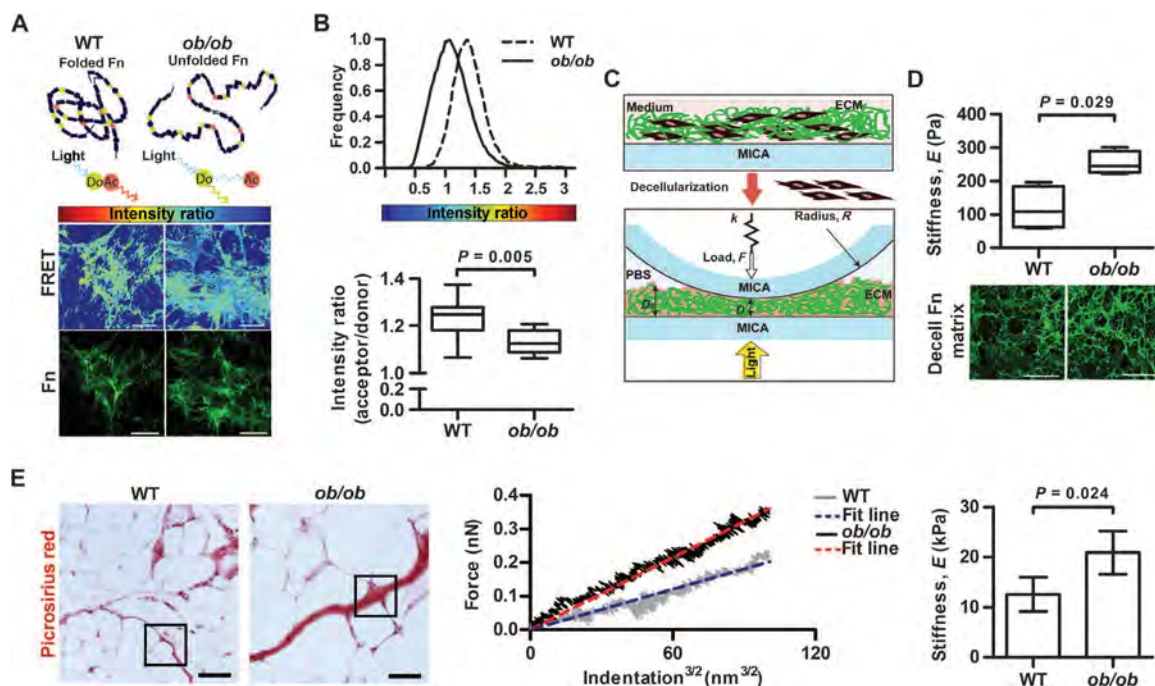 A
WT
Folded Fn
ob/ob
Unfolded Fn
Light
Light
Do
Ac
Do
Ac
Intensity ratio
FRET
Fn
B
WT
ob/ob
Frequency
1.0
0.8
0.6
0.4
0.2
0.0
0.5
1
1.5
2
2.5
3
Intensity ratio
P = 0.005
Intensity ratio
(acceptor/donor)
1.4
1.2
1.0
0.2
0.0
WT
ob/ob
C
Medium
ECM
MICA
Decellularization
k
Radius, R
Load, F
PBS
MICA
ECM
D
MICA
Light
D
P = 0.029
Stiffness, E (Pa)
400
300
200
100
0
WT
ob/ob
Decell Fn
matrix
E
WT
ob/ob
Picrosirius red
Force (nN)
0.4
0.3
0.2
0.1
0.0
0
60
120
Indentation³/² (nm³/²)
WT
Fit line
ob/ob
Fit line
P = 0.024
Stiffness, E (kPa)
30
20
10
0
WT
ob/ob